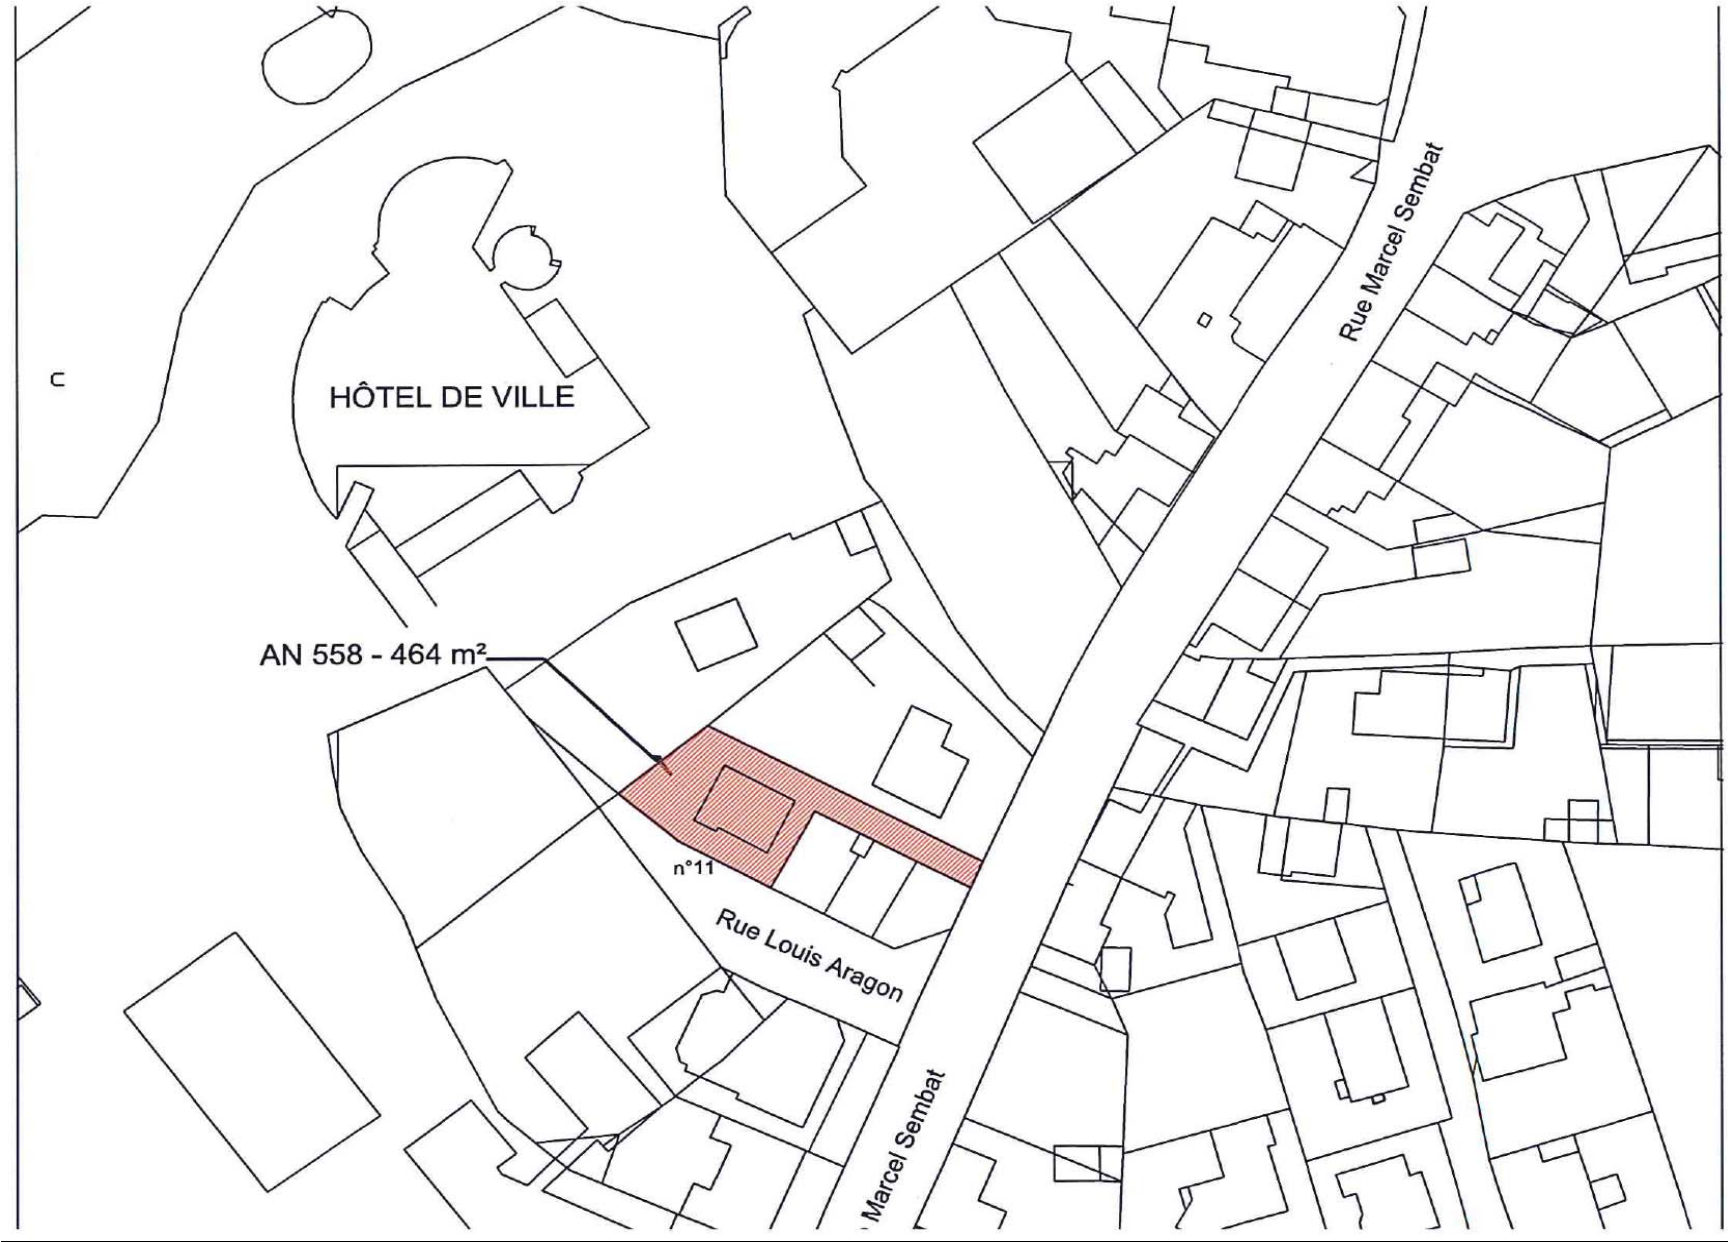 Rue Marcel Sembat
HÔTEL DE VILLE
AN 558 - 464 m²
n°11
Rue Louis Aragon
Marcel Sembat